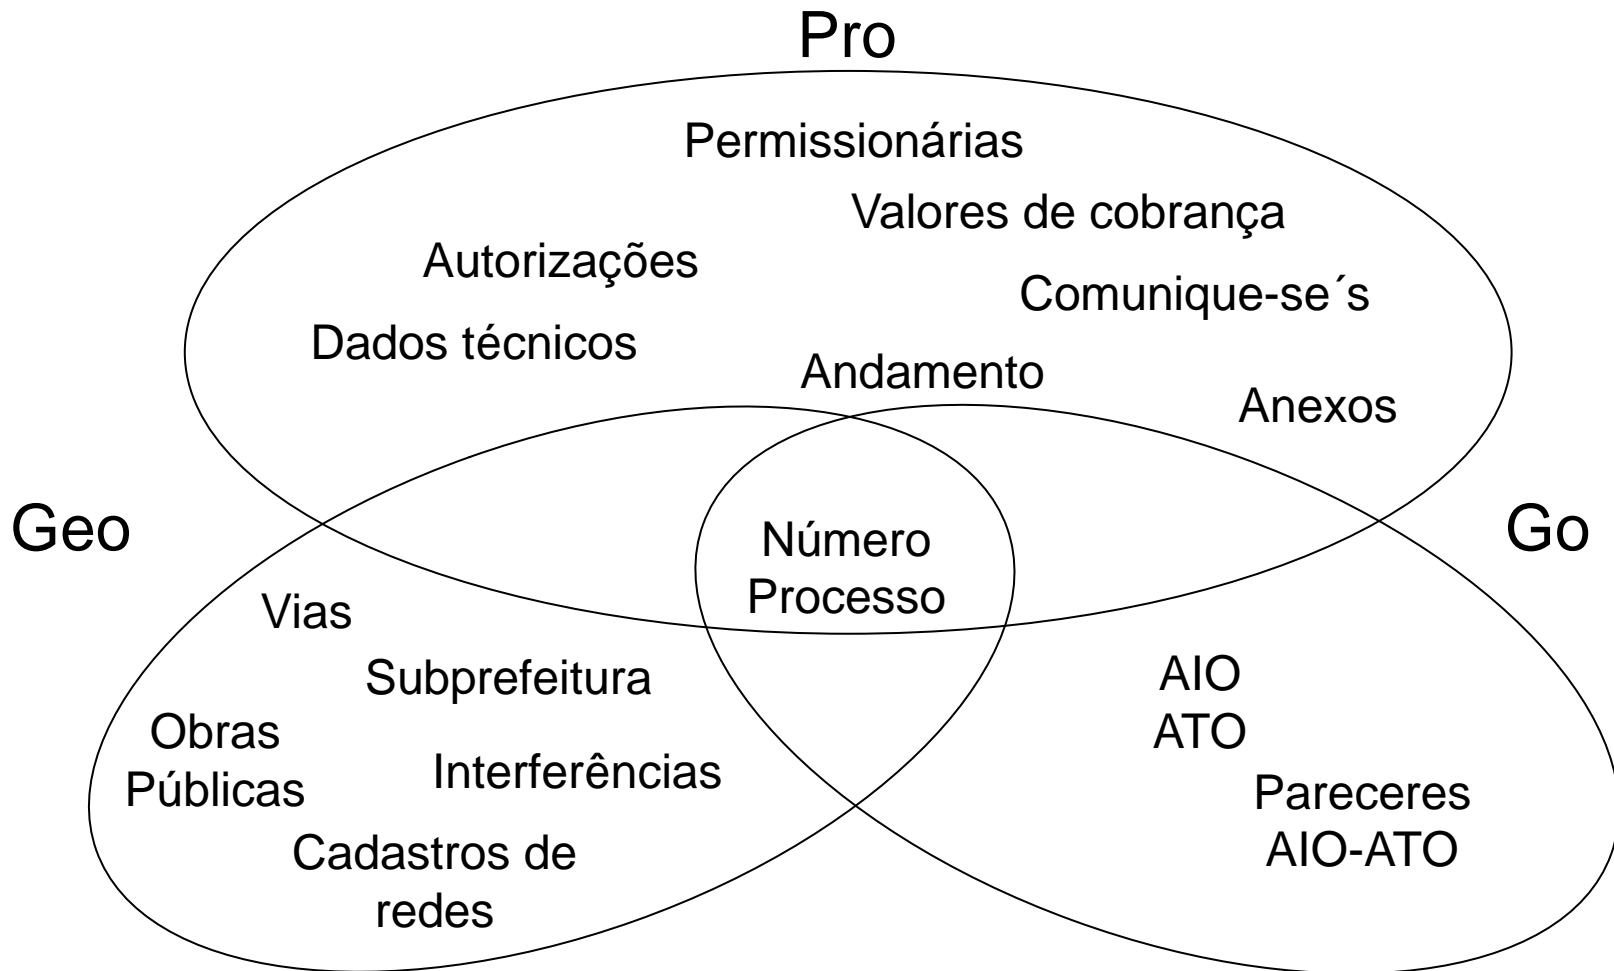 Pro
Permissionárias
Valores de cobrança
Autorizações
Comunique-se´s
Dados técnicos
Andamento
Anexos
Geo
Go
Número
Processo
Vias
Subprefeitura
Obras
Públicas
Interferências
Cadastros de
redes
AIO
ATO
Pareceres
AIO-ATO